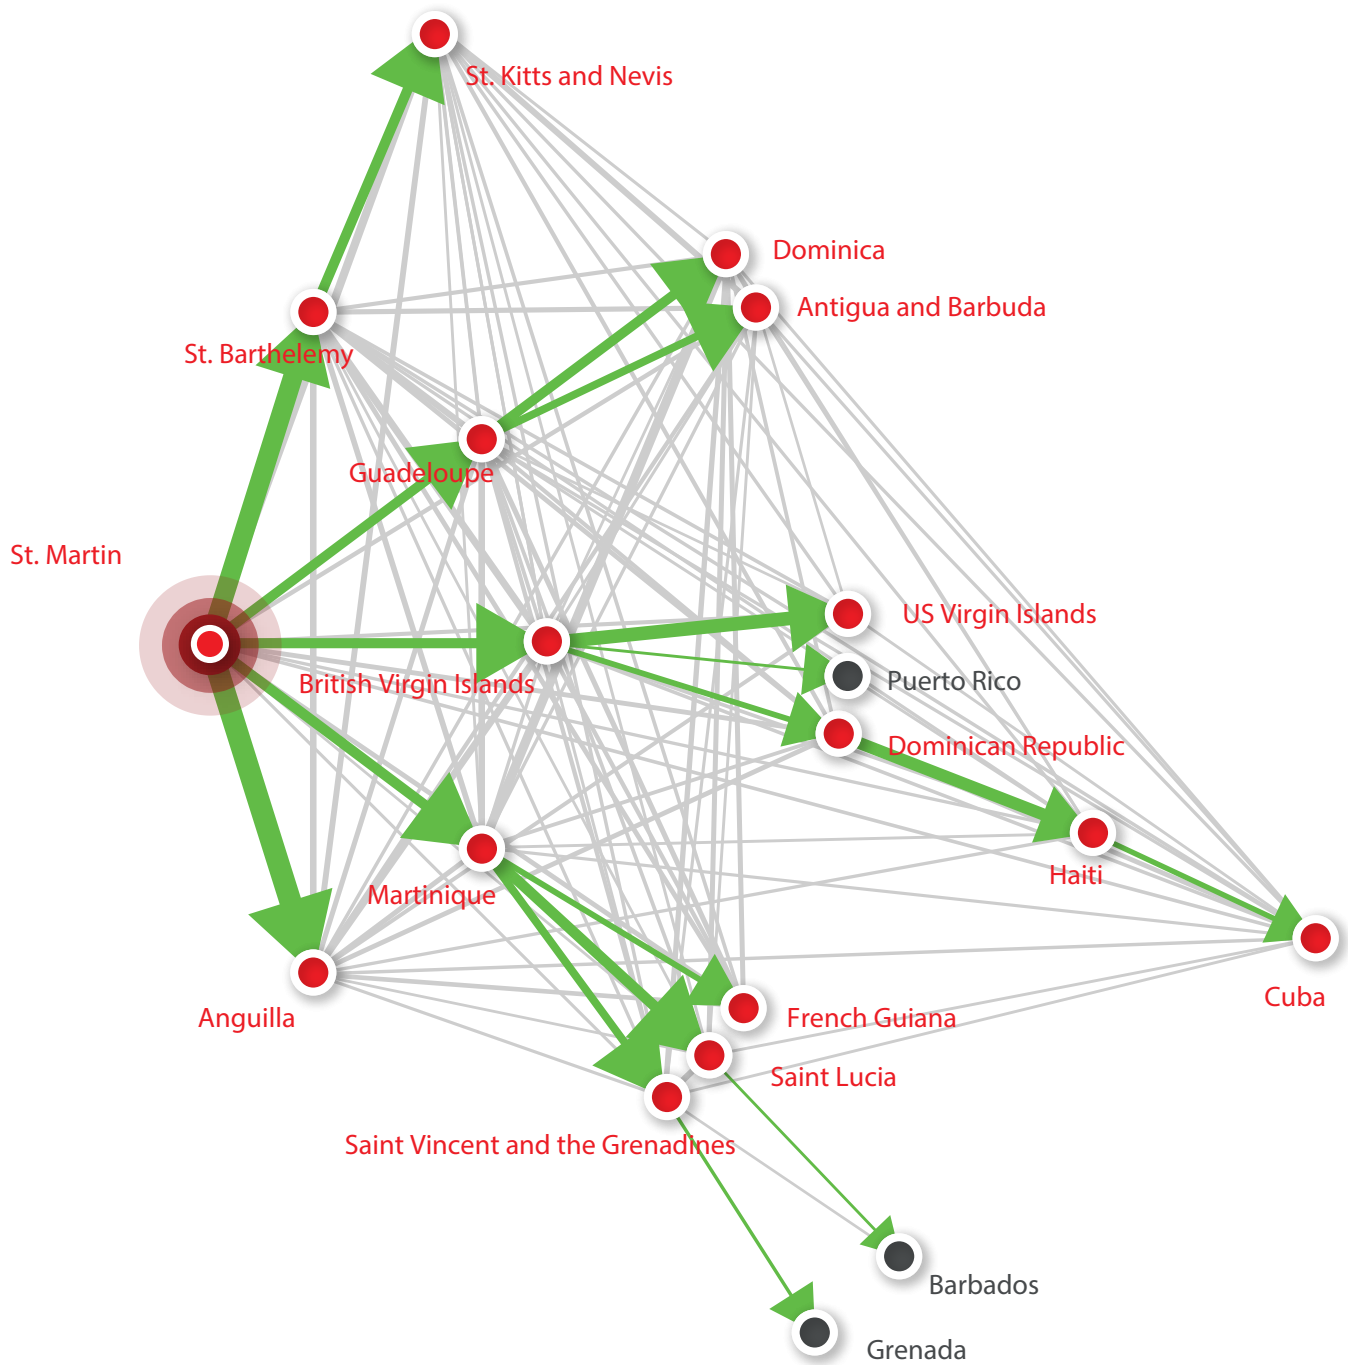 St. Kitts and Nevis
Dominica
Antigua and Barbuda
St. Barthelemy
Guadeloupe
St. Martin
US Virgin Islands
British Virgin Islands
Puerto Rico
Dominican Republic
Haiti
Martinique
Cuba
Anguilla
French Guiana
Saint Lucia
Saint Vincent and the Grenadines
Barbados
Grenada